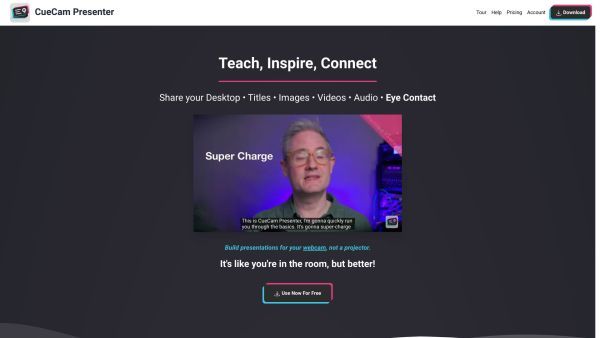 CueCam Presenter
Tour Help Pricing Account Download
Teach, Inspire, Connect
Share your Desktop • Titles • Images • Videos • Audio • Eye Contact
Super Charge
This is CueCam Presenter, I'm gonna quickly run
you through the basics. It's gonna super-charge
Build presentations for your webcam, not a projector.
It's like you're in the room, but better!
Use Now For Free